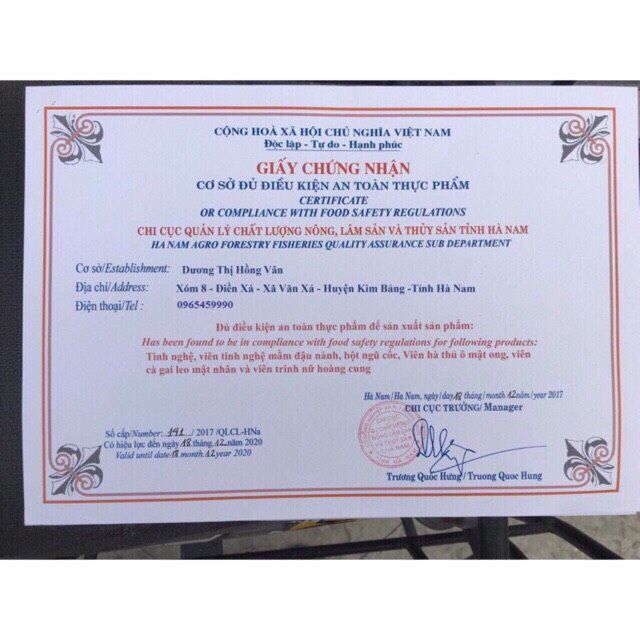 CỘNG HOÀ XÃ HỘI CHỦ NGHĨA VIỆT NAM
Độc lập - Tự do - Hạnh phúc
GIẤY CHỨNG NHẬN
CƠ SỞ ĐỦ ĐIỀU KIỆN AN TOÀN THỰC PHẨM
CERTIFICATE
OR COMPLIANCE WITH FOOD SAFETY REGULATIONS
CHI CỤC QUẢN LÝ CHẤT LƯỢNG NÔNG, LÂM SẢN VÀ THỦY SẢN TỈNH HÀ NAM
HA NAM AGRO FORESTRY FISHERIES QUALITY ASSURANCE SUB DEPARTMENT
Cơ sở/Establishment: Dương Thị Hồng Vân
Địa chỉ/Address: Xóm 8 - Điền Xá - Xã Văn Xá - Huyện Kim Bảng -Tỉnh Hà Nam
Điện thoại/Tel : 0965459990
Đủ điều kiện an toàn thực phẩm để sản xuất sản phẩm:
Has been found to be in compliance with food safety regulations for following products:
Tinh nghệ, viên tinh nghệ mầm đậu nành, bột ngũ cốc, Viên hà thủ ô mật ong, viên
cà gai leo mật nhân và viên trinh nữ hoàng cung
Hà Nam/Ha Nam, ngày/day 18 tháng/month 12 năm/year 2017
CHI CỤC TRƯỞNG/ Manager
Số cấp/Number: 191 / 2017 /QLCL-HNa
Có hiệu lực đến ngày 18 tháng 12 năm 2020
Valid until date 18 month 12 year 2020
Trương Quốc Hưng/ Truong Quoc Hung